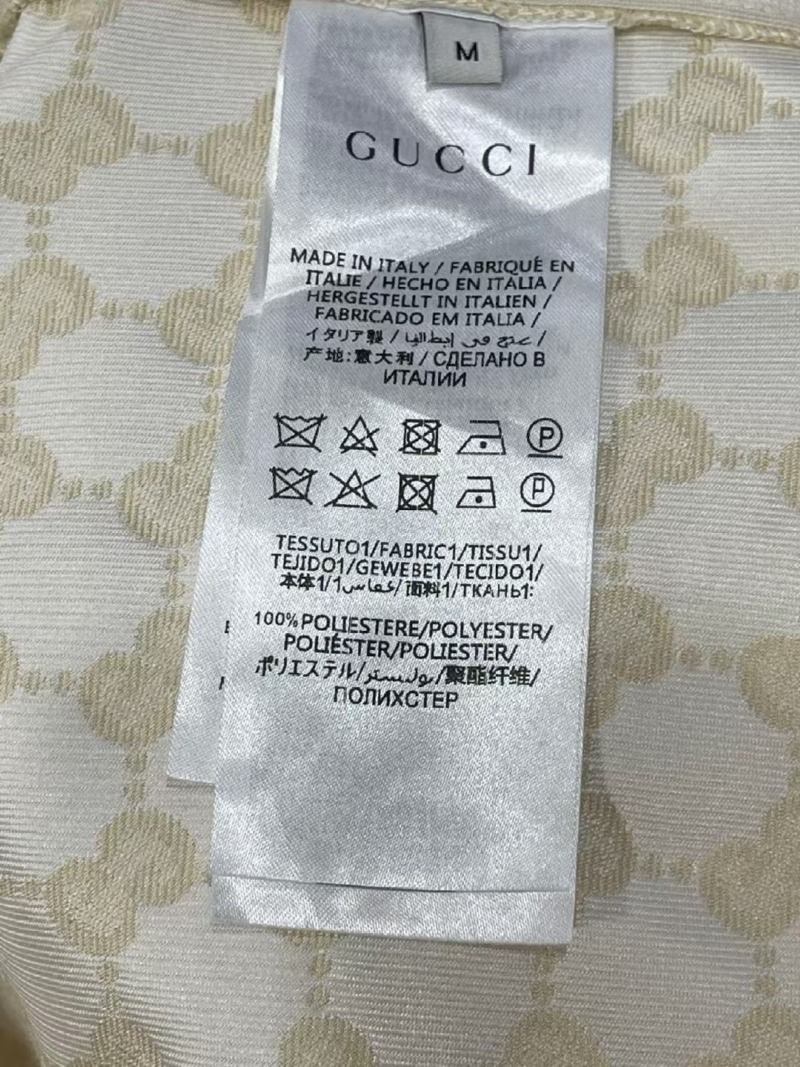 M
GUCCI
MADE IN ITALY / FABRIQUÉ EN
ITALIE / HECHO EN ITALIA /
HERGESTELLT IN ITALIEN /
FABRICADO EM ITALIA /
イタリア製 / عتج في إيطاليا /
产地:意大利 / СДЕЛАНО В
ИТАЛИИ
P
P
TESSUTO1/FABRIC1/TISSU1/
TEJIDO1/GEWEBE1/TECIDO1/
本体1/1عفاس/面料1/ТКАНЬ1:
100%POLIESTERE/POLYESTER/
POLIÉSTER/POLIESTER/
ポリエステル/بوليستر/聚酯纤维/
ПОЛИХСТЕР